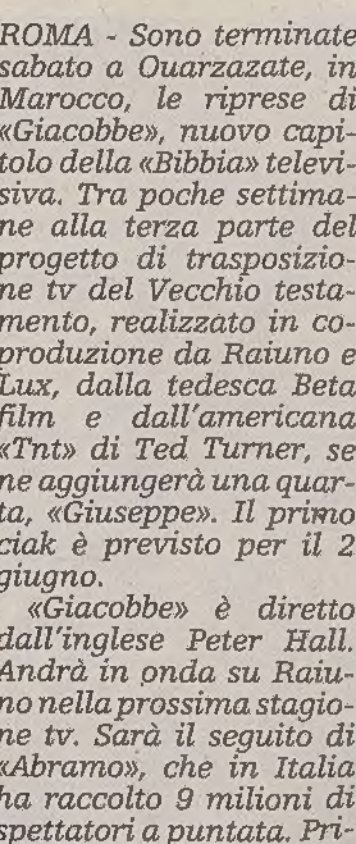 ROMA - Sono terminate
sabato a Ouarzazate, in
Marocco, le riprese di
«Giacobbe», nuovo capi-
tolo della «Bibbia» televi-
siva. Tra poche settima-
ne alla terza parte del
progetto di trasposizio-
ne tv del Vecchio testa-
mento, realizzato in co-
produzione da Raiuno e
Lux, dalla tedesca Beta
film e dall'americana
«Tnt» di Ted Turner, se
ne aggiungerà una quar-
ta, «Giuseppe». Il primo
ciak è previsto per il 2
giugno.
«Giacobbe» è diretto
dall'inglese Peter Hall.
Andrà in onda su Raiu-
no nella prossima stagio-
ne tv. Sarà il seguito di
«Abramo», che in Italia
ha raccolto 9 milioni di
spettatori a puntata. Pri-